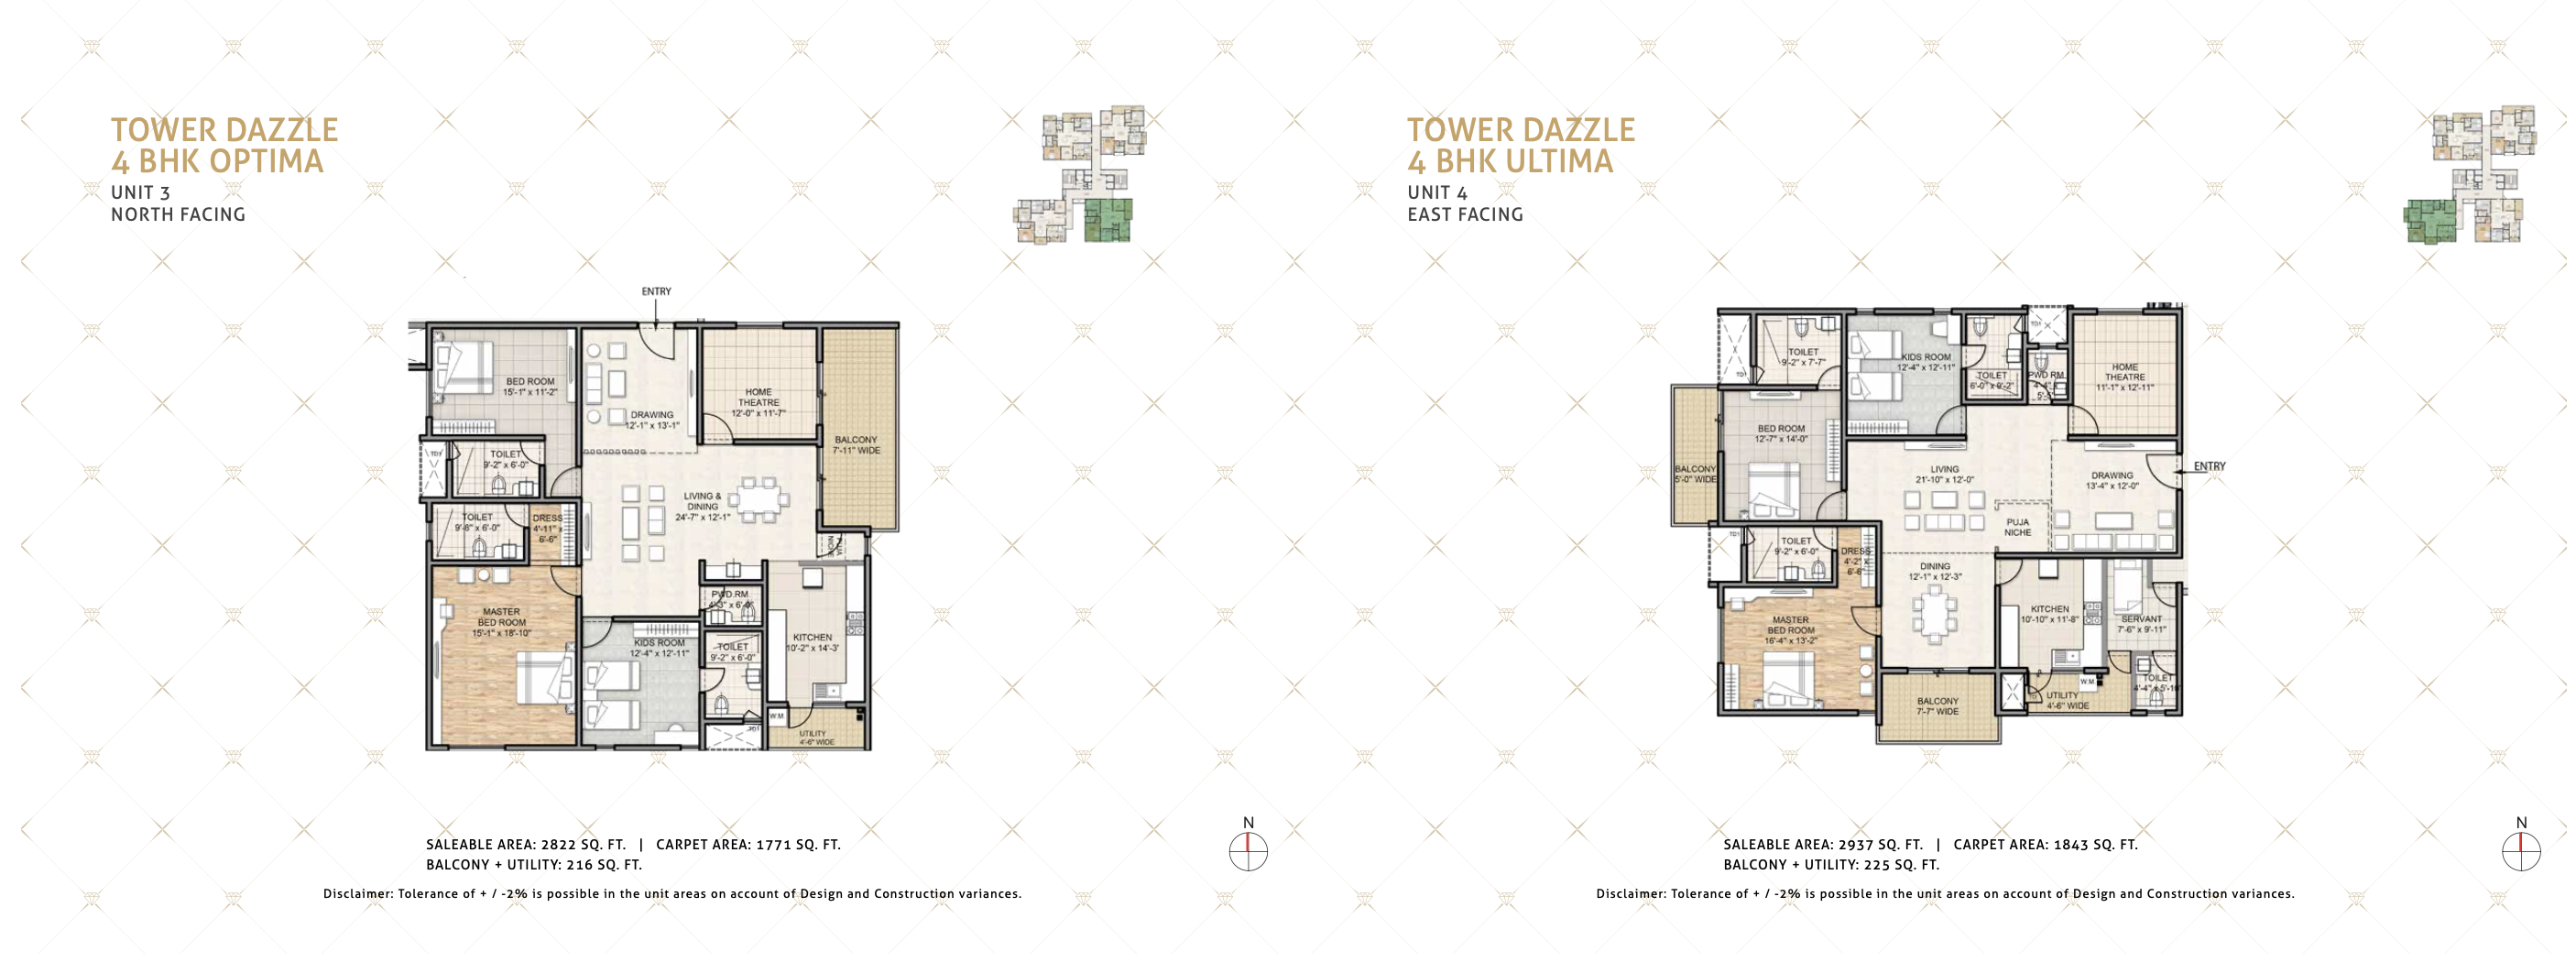 TOWER DAZZLE
4 BHK OPTIMA
UNIT 3
NORTH FACING
ENTRY
BED ROOM
15'-1" x 11'-2"
DRAWING
12'-1" x 13'-1"
HOME
THEATRE
12'-0" x 11'-7"
BALCONY
7'-11" WIDE
TOILET
9'-2" x 6'-0"
LIVING &
DINING
24'-7" x 12'-1"
TOILET
9'-6" x 6'-0"
DRESS
4'-11" x
6'-6"
PUJA
NICHE
MASTER
BED ROOM
15'-1" x 18'-10"
PWD.RM
KIDS ROOM
12'-4" x 12'-11"
TOILET
9'-2" x 6'-0"
KITCHEN
10'-2" x 14'-3"
W.M
UTILITY
4'-6" WIDE
N
SALEABLE AREA: 2822 SQ. FT. | CARPET AREA: 1771 SQ. FT.
BALCONY + UTILITY: 216 SQ. FT.
Disclaimer: Tolerance of + / -2% is possible in the unit areas on account of Design and Construction variances.
TOWER DAZZLE
4 BHK ULTIMA
UNIT 4
EAST FACING
TOILET
9'-2" x 7'-7"
KIDS ROOM
12'-4" x 12'-11"
TOILET
6'-0" x 9'-2"
PWD RM
HOME
THEATRE
11'-1" x 12'-11"
BED ROOM
12'-7" x 14'-0"
BALCONY
5'-0" WIDE
LIVING
21'-10" x 12'-0"
DRAWING
13'-4" x 12'-0"
ENTRY
PUJA
NICHE
TOILET
9'-2" x 6'-0"
DRESS
4'-2" x
6'-6"
DINING
12'-1" x 12'-3"
MASTER
BED ROOM
16'-4" x 13'-2"
KITCHEN
10'-10" x 11'-8"
SERVANT
7'-6" x 9'-11"
BALCONY
7'-7" WIDE
W.M
UTILITY
4'-6" WIDE
TOILET
N
SALEABLE AREA: 2937 SQ. FT. | CARPET AREA: 1843 SQ. FT.
BALCONY + UTILITY: 225 SQ. FT.
Disclaimer: Tolerance of + / -2% is possible in the unit areas on account of Design and Construction variances.